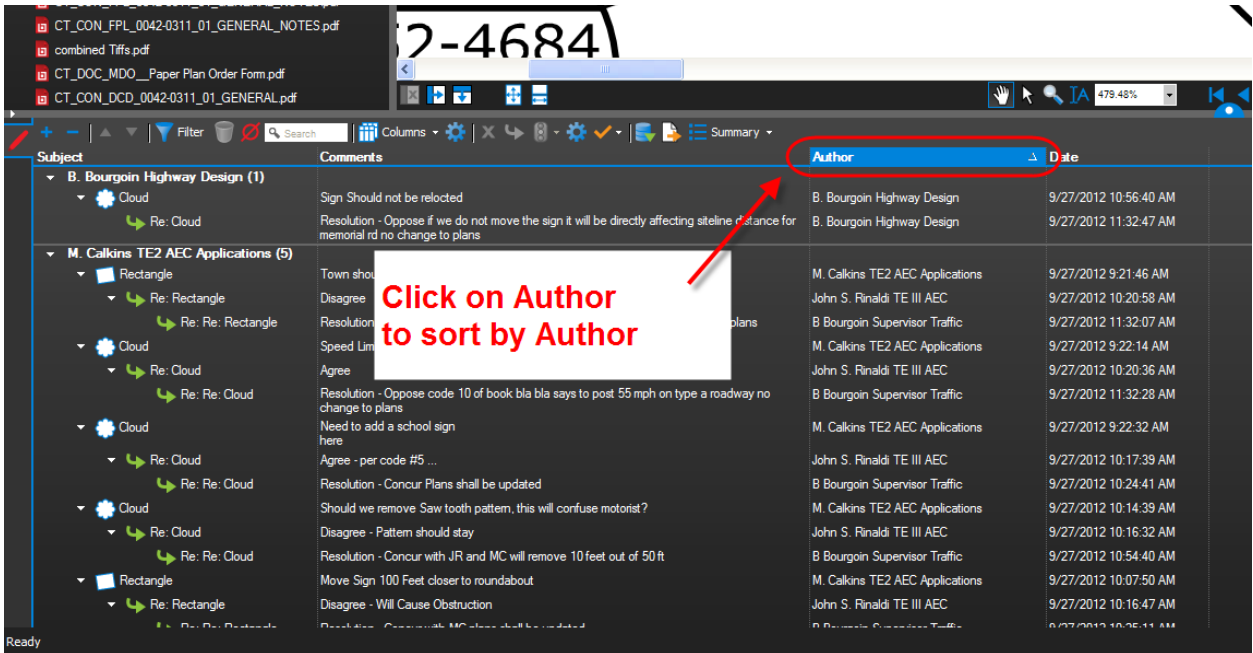 CT_CON_FPL_0042-0311_01_GENERAL_NOTES.pdf
combined Tiffs.pdf
CT_DOC_MDO__Paper Plan Order Form.pdf
CT_CON_DCD_0042-0311_01_GENERAL.pdf
2-4684
479.48%
Filter Search Columns Summary
Subject Comments Author Date
B. Bourgoin Highway Design (1)
Cloud Sign Should not be relocted B. Bourgoin Highway Design 9/27/2012 10:56:40 AM
Re: Cloud Resolution - Oppose if we do not move the sign it will be directly affecting siteline distance for B. Bourgoin Highway Design 9/27/2012 11:32:47 AM
memorial rd no change to plans
M. Calkins TE2 AEC Applications (5)
Rectangle Town M. Calkins TE2 AEC Applications 9/27/2012 9:21:46 AM
Re: Rectangle Disagree John S. Rinaldi TE III AEC 9/27/2012 10:20:58 AM
Re: Re: Rectangle Resolution plans B Bourgoin Supervisor Traffic 9/27/2012 11:32:07 AM
Cloud Speed M. Calkins TE2 AEC Applications 9/27/2012 9:22:14 AM
Re: Cloud Agree John S. Rinaldi TE III AEC 9/27/2012 10:20:36 AM
Click on Author
to sort by Author
Re: Re: Cloud Resolution - Oppose code 10 of book bla bla says to post 55 mph on type a roadway no B Bourgoin Supervisor Traffic 9/27/2012 11:32:28 AM
change to plans
Cloud Need to add a school sign M. Calkins TE2 AEC Applications 9/27/2012 9:22:32 AM
here
Re: Cloud Agree - per code #5 ... John S. Rinaldi TE III AEC 9/27/2012 10:17:39 AM
Re: Re: Cloud Resolution - Concur Plans shall be updated B Bourgoin Supervisor Traffic 9/27/2012 10:24:41 AM
Cloud Should we remove Saw tooth pattern, this will confuse motorist? M. Calkins TE2 AEC Applications 9/27/2012 10:14:39 AM
Re: Cloud Disagree - Pattern should stay John S. Rinaldi TE III AEC 9/27/2012 10:16:32 AM
Re: Re: Cloud Resolution - Concur with JR and MC will remove 10 feet out of 50 ft B Bourgoin Supervisor Traffic 9/27/2012 10:54:40 AM
Rectangle Move Sign 100 Feet closer to roundabout M. Calkins TE2 AEC Applications 9/27/2012 10:07:50 AM
Re: Rectangle Disagree - Will Cause Obstruction John S. Rinaldi TE III AEC 9/27/2012 10:16:47 AM
Ready